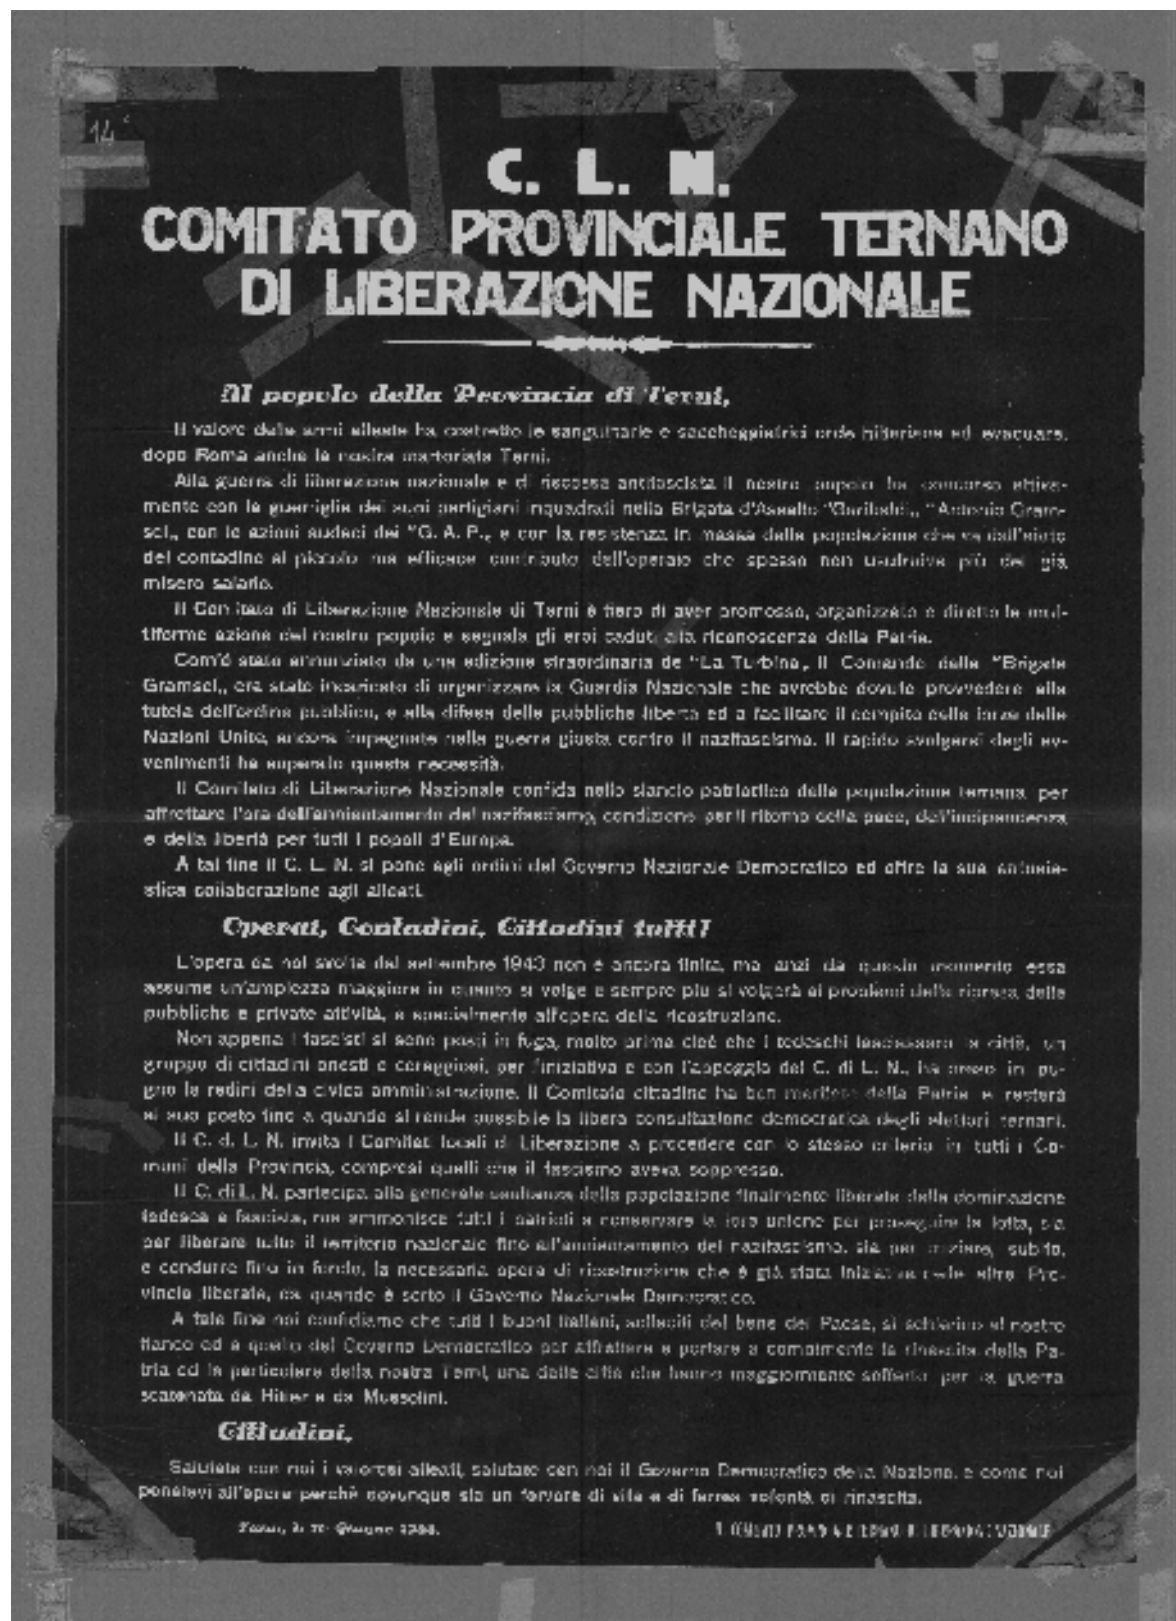 14
C. L. N.
COMITATO PROVINCIALE TERNANO
DI LIBERAZIONE NAZIONALE
Al popolo della Provincia di Terni,
Il valore delle armi alleate ha costretto le sanguinarie e saccheggiatrici orde hitleriane ad evacuare,
dopo Roma anche la nostra martoriata Terni.
Alla guerra di liberazione nazionale e di riscossa antifascista il nostro popolo ha concorso attiva-
mente con le guerriglie dei suoi partigiani inquadrati nella Brigata d'Assalto "Garibaldi„ "Antonio Gram-
sci„ con le azioni audaci dei "G. A. P.„ e con la resistenza in massa della popolazione che va dall'aiuto
del contadino al piccolo ma efficace contributo dell'operaio che spesso non usufruiva più del già
misero salario.
Il Comitato di Liberazione Nazionale di Terni è fiero di aver promosso, organizzato e diretto la mul-
tiforme azione del nostro popolo e segnala gli eroi caduti alla riconoscenza della Patria.
Com'è stato annunziato da una edizione straordinaria de "La Turbina„ il Comando della "Brigata
Gramsci„ era stato incaricato di organizzare la Guardia Nazionale che avrebbe dovuto provvedere alla
tutela dell'ordine pubblico, e alla difesa delle pubbliche libertà ed a facilitare il compito delle forze delle
Nazioni Unite, ancora impegnate nella guerra giusta contro il nazifascismo. Il rapido svolgersi degli av-
venimenti ha superato questa necessità.
Il Comitato di Liberazione Nazionale confida nello slancio patriottico della popolazione ternana per
affrettare l'ora dell'annientamento del nazifascismo, condizione per il ritorno della pace, dell'indipendenza
e della libertà per tutti i popoli d'Europa.
A tal fine il C. L. N. si pone agli ordini del Governo Nazionale Democratico ed offre la sua entusia-
stica collaborazione agli alleati.
Operai, Contadini, Cittadini tutti!
L'opera da noi svolta dal settembre 1943 non è ancora finita, ma anzi da questo momento essa
assume un'ampiezza maggiore in quanto si volge e sempre più si volgerà ai problemi della ripresa delle
pubbliche e private attività, e specialmente all'opera della ricostruzione.
Non appena i fascisti si sono posti in fuga, molto prima cioè che i tedeschi lasciassero la città, un
gruppo di cittadini onesti e coraggiosi, per l'iniziativa e con l'appoggio del C. di L. N., ha preso in pu-
gno le redini della civica amministrazione. Il Comitato cittadino ha ben meritato della Patria e resterà
al suo posto fino a quando si renda possibile la libera consultazione democratica degli elettori ternani.
Il C. d. L. N. invita i Comitati locali di Liberazione a procedere con lo stesso criterio in tutti i Co-
muni della Provincia, compresi quelli che il fascismo aveva soppresso.
Il C. di L. N. partecipa alla generale esultanza della popolazione finalmente liberata dalla dominazione
tedesca e fascista, ma ammonisce tutti i patrioti a conservare la loro unione per proseguire la lotta, sia
per liberare tutto il territorio nazionale fino all'annientamento del nazifascismo, sia per iniziare, subito,
e condurre fino in fondo, la necessaria opera di ricostruzione che è già stata iniziata nelle altre Pro-
vincie liberate, da quando è sorto il Governo Nazionale Democratico.
A tale fine noi confidiamo che tutti i buoni italiani, solleciti del bene del Paese, si schierino al nostro
fianco ed a quello del Governo Democratico per affrettare e portare a compimento la rinascita della Pa-
tria ed in particolare della nostra Terni, una delle città che hanno maggiormente sofferto per la guerra
scatenata da Hitler e da Mussolini.
Cittadini,
Salutate con noi i valorosi alleati, salutate con noi il Governo Democratico della Nazione, e come noi
ponetevi all'opera perchè dovunque sia un fervore di vita e di ferrea volontà di rinascita.
Terni, Giugno 1944.